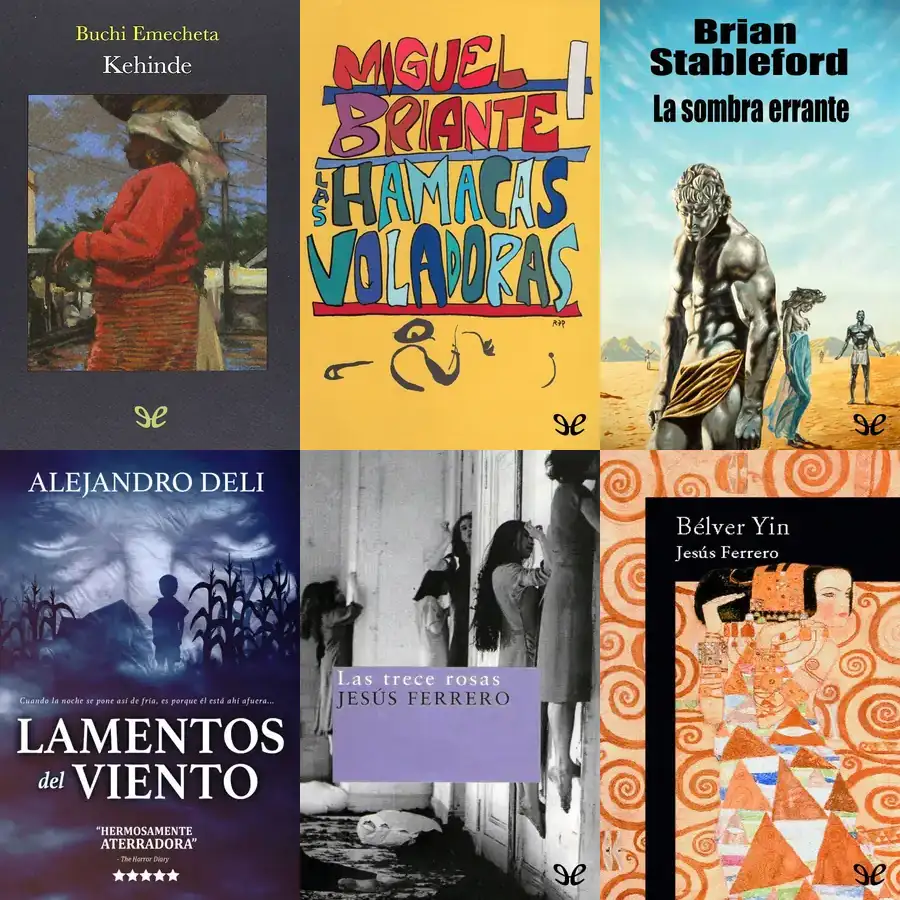 Buchi Emecheta
Kehinde
MIGUEL
BRIANTE
LAS HAMACAS
VOLADORAS
RэP
Brian
Stableford
La sombra errante
ALEJANDRO DELI
Cuando la noche se pone así de fría, es porque él está ahí afuera...
LAMENTOS
del VIENTO
“HERMOSAMENTE
ATERRADORA”
- The Horror Diary
Las trece rosas
JESÚS FERRERO
Bélver Yin
Jesús Ferrero